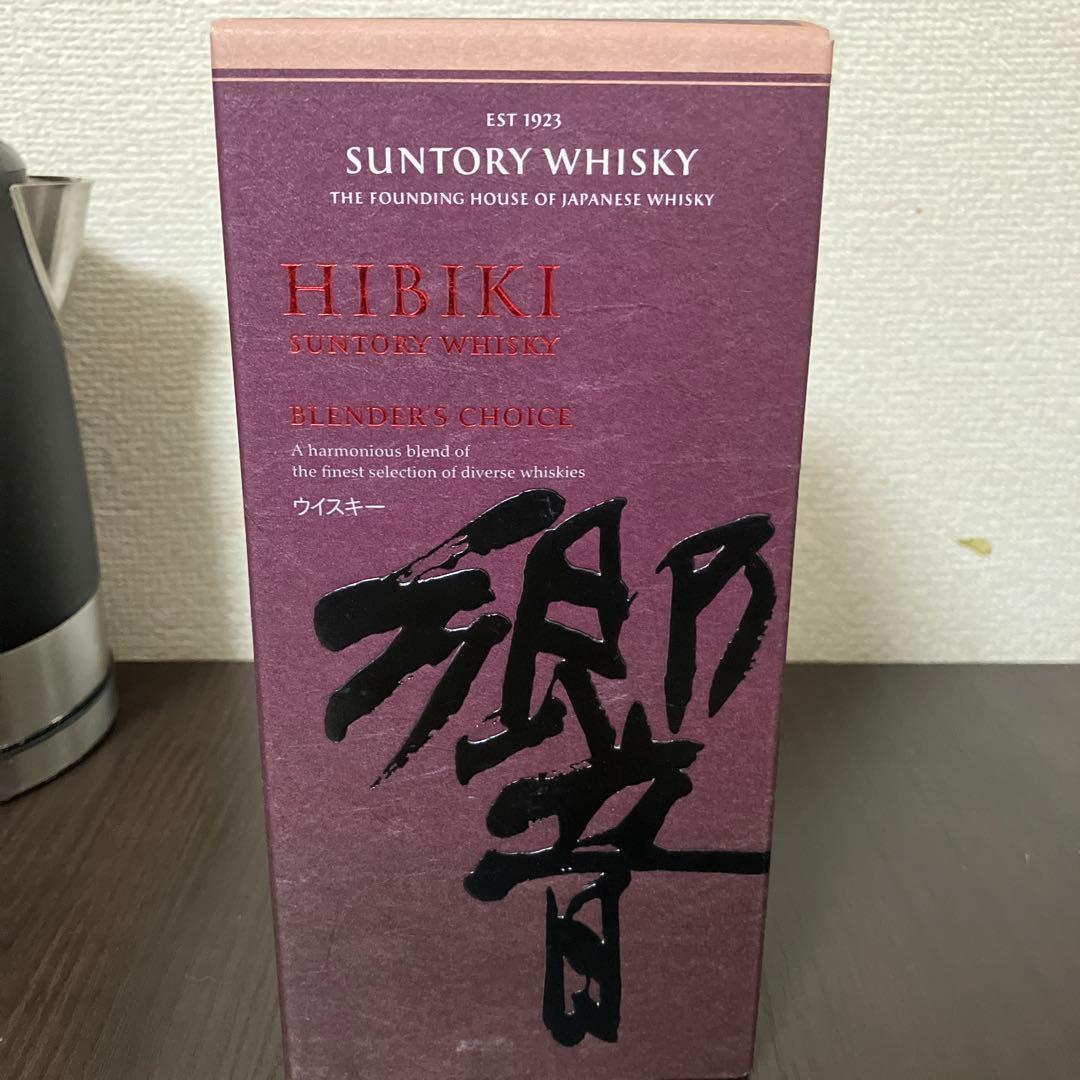 EST 1923
SUNTORY WHISKY
THE FOUNDING HOUSE OF JAPANESE WHISKY
HIBIKI
SUNTORY WHISKY
BLENDER'S CHOICE
A harmonious blend of
the finest selection of diverse whiskies
ウイスキー
響